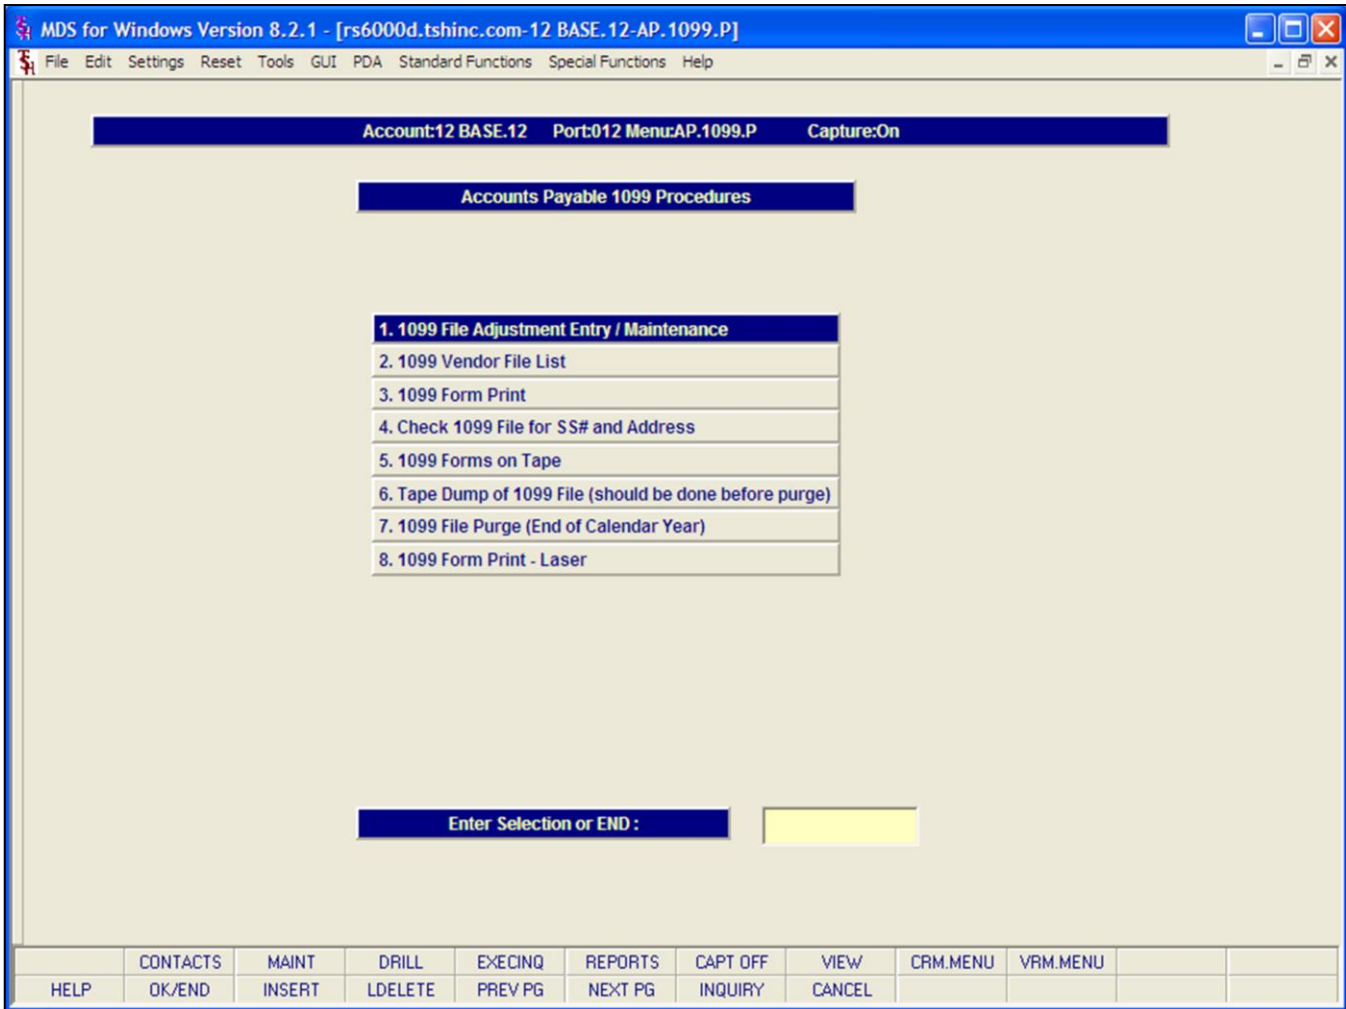 MDS for Windows Version 8.2.1 - [rs6000d.tshinc.com-12 BASE.12-AP.1099.P]
File Edit Settings Reset Tools GUI PDA Standard Functions Special Functions Help
Account:12 BASE.12 Port:012 Menu:AP.1099.P Capture:On
Accounts Payable 1099 Procedures
1. 1099 File Adjustment Entry / Maintenance
2. 1099 Vendor File List
3. 1099 Form Print
4. Check 1099 File for SS# and Address
5. 1099 Forms on Tape
6. Tape Dump of 1099 File (should be done before purge)
7. 1099 File Purge (End of Calendar Year)
8. 1099 Form Print - Laser
Enter Selection or END :
CONTACTS MAINT DRILL EXECINQ REPORTS CAPT OFF VIEW CRM.MENU VRM.MENU
HELP OK/END INSERT LDELETE PREV PG NEXT PG INQUIRY CANCEL